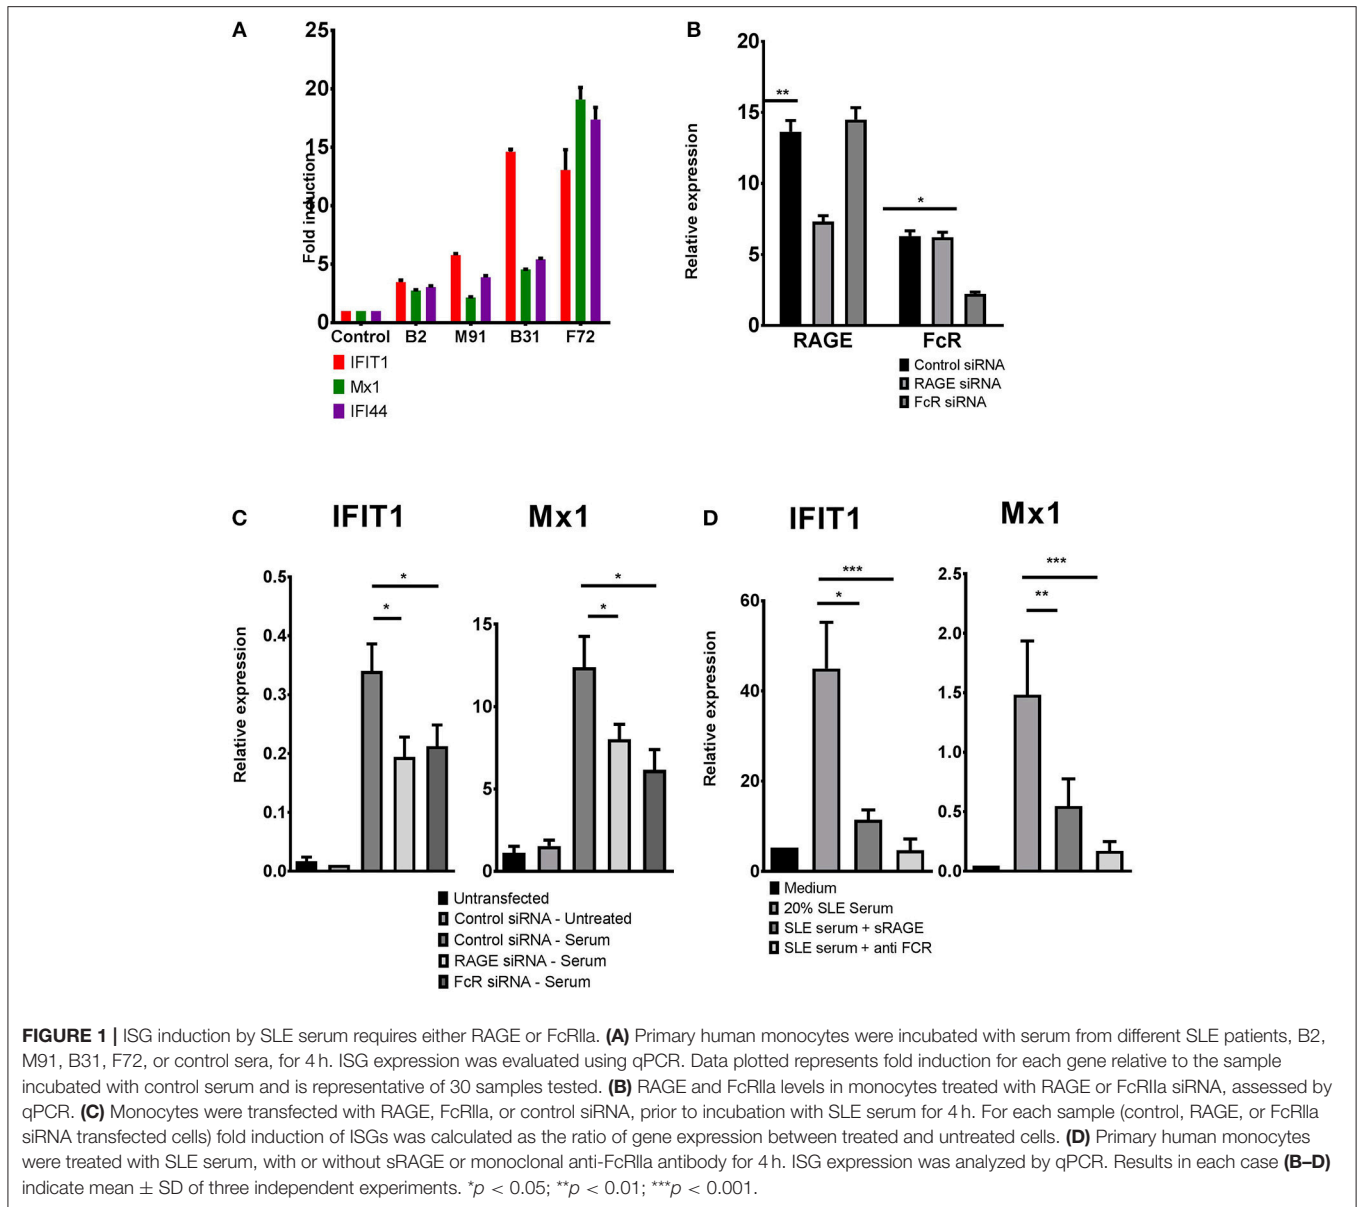 A
25
20
15
10
5
0
Fold induction
Control B2 M91 B31 F72
IFIT1
Mx1
IFI44
B
20
15
10
5
0
Relative expression
**
*
RAGE FcR
Control siRNA
RAGE siRNA
FcR siRNA
C
IFIT1
0.5
0.4
0.3
0.2
0.1
0.0
Relative expression
*
*
Mx1
15
10
5
0
*
*
Untransfected
Control siRNA - Untreated
Control siRNA - Serum
RAGE siRNA - Serum
FcR siRNA - Serum
D
IFIT1
60
40
20
0
Relative expression
***
*
Mx1
2.5
2.0
1.5
1.0
0.5
0.0
***
**
Medium
20% SLE Serum
SLE serum + sRAGE
SLE serum + anti FCR
FIGURE 1 | ISG induction by SLE serum requires either RAGE or FcRIIa. (A) Primary human monocytes were incubated with serum from different SLE patients, B2,
M91, B31, F72, or control sera, for 4 h. ISG expression was evaluated using qPCR. Data plotted represents fold induction for each gene relative to the sample
incubated with control serum and is representative of 30 samples tested. (B) RAGE and FcRIIa levels in monocytes treated with RAGE or FcRIIa siRNA, assessed by
qPCR. (C) Monocytes were transfected with RAGE, FcRIIa, or control siRNA, prior to incubation with SLE serum for 4 h. For each sample (control, RAGE, or FcRIIa
siRNA transfected cells) fold induction of ISGs was calculated as the ratio of gene expression between treated and untreated cells. (D) Primary human monocytes
were treated with SLE serum, with or without sRAGE or monoclonal anti-FcRIIa antibody for 4 h. ISG expression was analyzed by qPCR. Results in each case (B–D)
indicate mean ± SD of three independent experiments. *p < 0.05; **p < 0.01; ***p < 0.001.